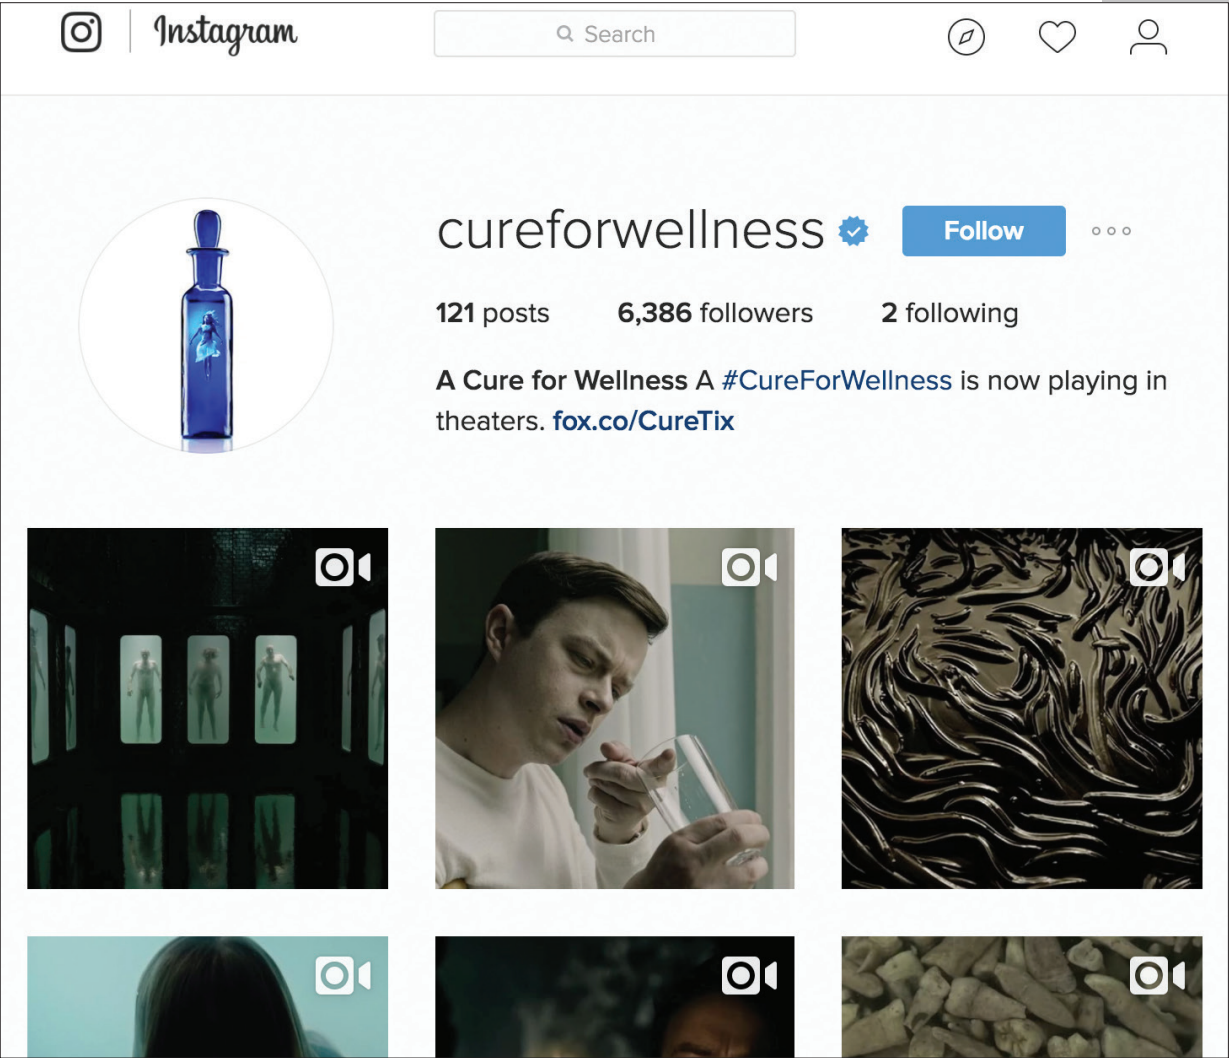 Instagram
Search
cureforwellness
Follow
121 posts 6,386 followers 2 following
A Cure for Wellness A #CureForWellness is now playing in
theaters. fox.co/CureTix